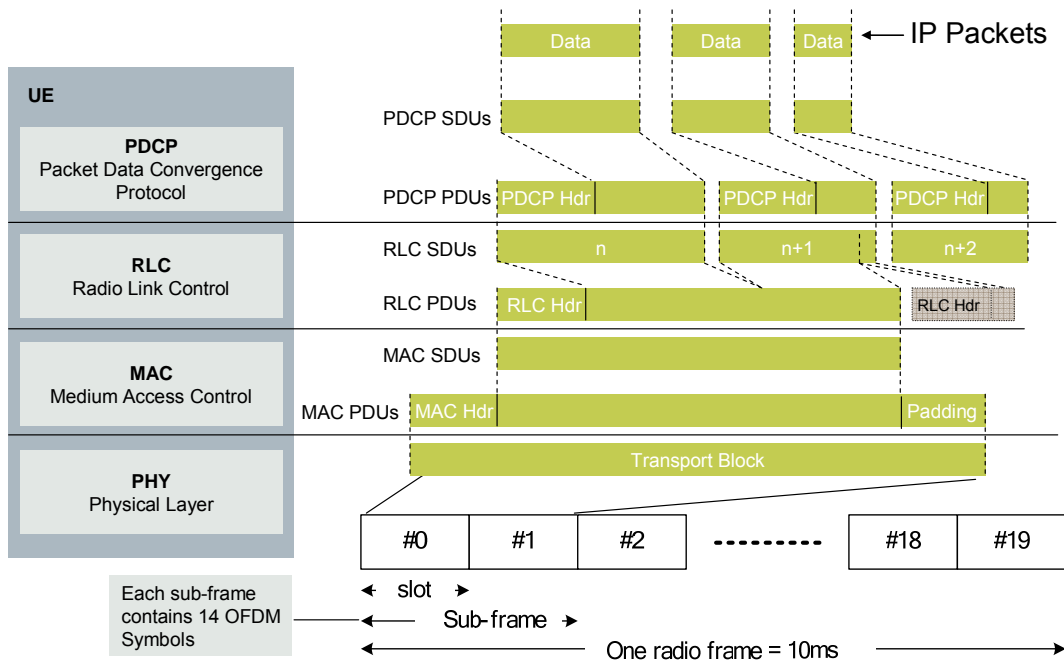 Data
Data
Data
IP Packets
UE
PDCP SDUs
PDCP
Packet Data Convergence
Protocol
PDCP PDUs
PDCP Hdr
PDCP Hdr
PDCP Hdr
RLC SDUs
n
n+1
n+2
RLC
Radio Link Control
RLC PDUs
RLC Hdr
RLC Hdr
MAC SDUs
MAC
Medium Access Control
MAC PDUs
MAC Hdr
Padding
Transport Block
PHY
Physical Layer
#0
#1
#2
#18
#19
slot
Each sub-frame
contains 14 OFDM
Symbols
Sub-frame
One radio frame = 10ms